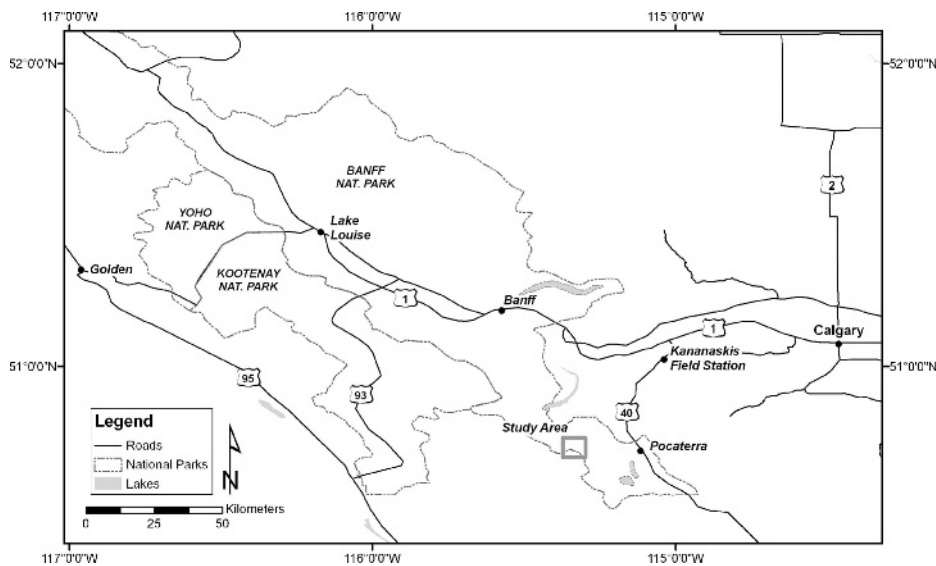 117°0'0"W
116°0'0"W
115°0'0"W
52°0'0"N
52°0'0"N
BANFF
NAT. PARK
2
YOHO
NAT. PARK
Lake
Louise
Golden
KOOTENAY
NAT. PARK
1
Banff
1
Calgary
Kananaskis
Field Station
51°0'0"N
51°0'0"N
95
93
40
Study Area
Pocaterra
Legend
Roads
National Parks
Lakes
N
Kilometers
0
25
50
117°0'0"W
116°0'0"W
115°0'0"W